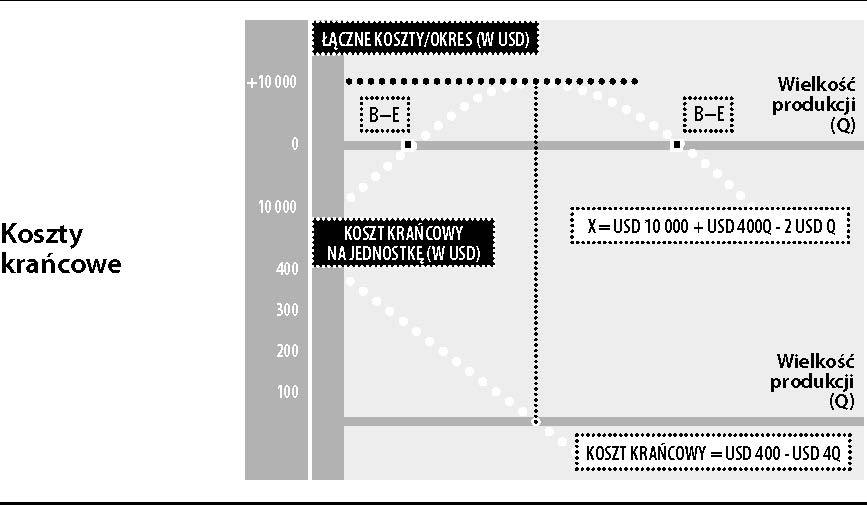 ŁĄCZNE KOSZTY/OKRES (W USD)
+10 000
Wielkość
produkcji
(Q)
B–E
B–E
0
10 000
X = USD 10 000 + USD 400Q - 2 USD Q
Koszty
krańcowe
KOSZT KRAŃCOWY
NA JEDNOSTKĘ (W USD)
400
300
200
100
Wielkość
produkcji
(Q)
KOSZT KRAŃCOWY = USD 400 - USD 4Q